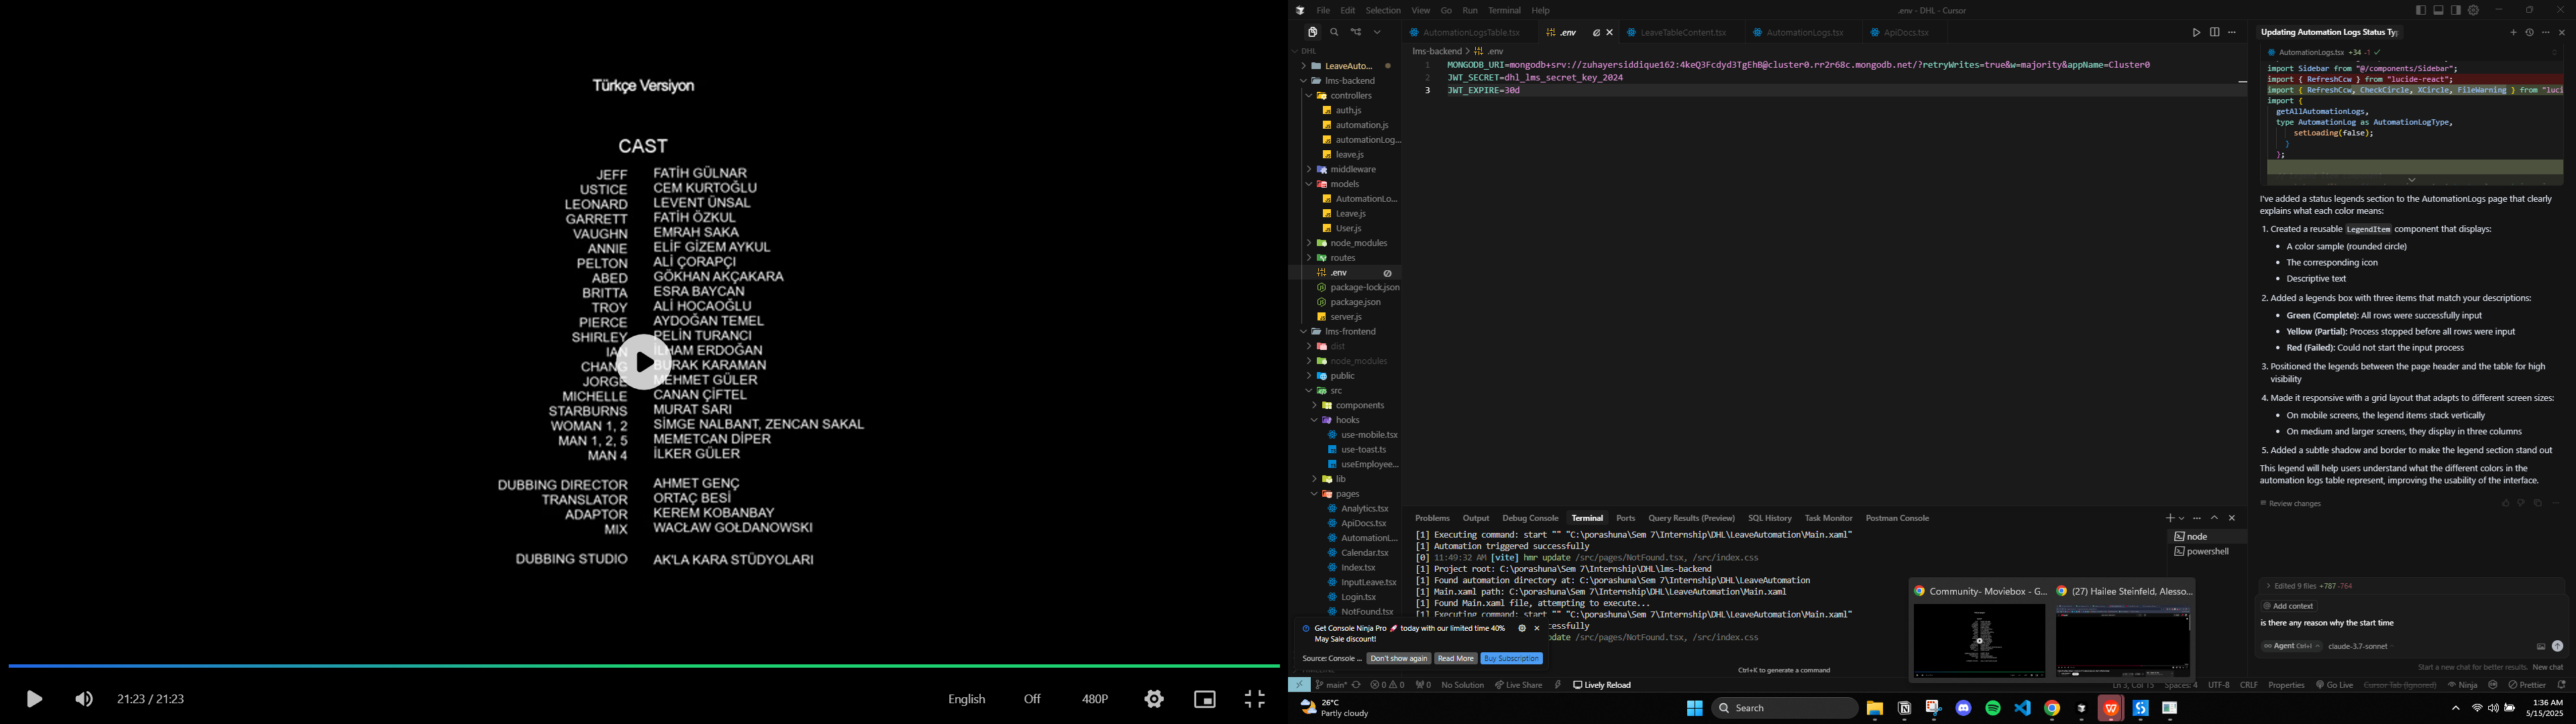 Türkçe Versiyon
CAST
JEFF FATİH GÜLNAR
USTICE CEM KURTOĞLU
LEONARD LEVENT ÜNSAL
GARRETT FATİH ÖZKUL
VAUGHN EMRAH SAKA
ANNIE ELİF GİZEM AYKUL
PELTON ALİ ÇORAPÇI
ABED GÖKHAN AKÇAKARA
BRITTA ESRA BAYCAN
TROY ALİ HOCAOĞLU
PIERCE AYDOĞAN TEMEL
SHIRLEY PELİN TURANCI
IAN İLHAM ERDOĞAN
CHANG BURAK KARAMAN
JORGE MEHMET GÜLER
MICHELLE CANAN ÇİFTEL
STARBURNS MURAT SARI
WOMAN 1, 2 SİMGE NALBANT, ZENCAN SAKAL
MAN 1, 2, 5 MEMETCAN DİPER
MAN 4 İLKER GÜLER
DUBBING DIRECTOR AHMET GENÇ
TRANSLATOR ORTAÇ BESİ
ADAPTOR KEREM KOBANBAY
MIX WACŁAW GOŁDANOWSKI
DUBBING STUDIO AK'LA KARA STÜDYOLARI
21:23 / 21:23 English Off 480P
File Edit Selection View Go Run Terminal Help
.env - DHL - Cursor
DHL
LeaveAuto...
lms-backend
controllers
auth.js
automation.js
automationLog...
leave.js
middleware
models
AutomationLo...
Leave.js
User.js
node_modules
routes
.env
package-lock.json
package.json
server.js
lms-frontend
dist
node_modules
public
src
components
hooks
use-mobile.tsx
use-toast.ts
useEmployee...
lib
pages
Analytics.tsx
ApiDocs.tsx
AutomationL...
Calendar.tsx
Index.tsx
InputLeave.tsx
Login.tsx
NotFound.tsx
AutomationLogsTable.tsx .env LeaveTableContent.tsx AutomationLogs.tsx ApiDocs.tsx
lms-backend > .env
1 MONGODB_URI=mongodb+srv://zuhayersiddique162:4keQ3Fcdyd3TgEhB@cluster0.rr2r68c.mongodb.net/?retryWrites=true&w=majority&appName=Cluster0
2 JWT_SECRET=dhl_lms_secret_key_2024
3 JWT_EXPIRE=30d
Problems Output Debug Console Terminal Ports Query Results (Preview) SQL History Task Monitor Postman Console
[1] Executing command: start "" "C:\porashuna\Sem 7\Internship\DHL\LeaveAutomation\Main.xaml"
[1] Automation triggered successfully
[0] 11:49:32 AM [vite] hmr update /src/pages/NotFound.tsx, /src/index.css
[1] Project root: C:\porashuna\Sem 7\Internship\DHL\lms-backend
[1] Found automation directory at: C:\porashuna\Sem 7\Internship\DHL\LeaveAutomation
[1] Main.xaml path: C:\porashuna\Sem 7\Internship\DHL\LeaveAutomation\Main.xaml
[1] Found Main.xaml file, attempting to execute...
[1] Executing command: start "" "C:\porashuna\Sem 7\Internship\DHL\LeaveAutomation\Main.xaml"
cessfully
update /src/pages/NotFound.tsx, /src/index.css
node
powershell
Get Console Ninja Pro 🚀 today with our limited time 40%
May Sale discount!
Source: Console ... Don't show again Read More Buy Subscription
Ctrl+K to generate a command
Community- Moviebox - G...
(27) Hailee Steinfeld, Alesso...
Updating Automation Logs Status Ty
AutomationLogs.tsx +34 -1
import Sidebar from "@/components/Sidebar";
import { RefreshCcw } from "lucide-react";
import { RefreshCcw, CheckCircle, XCircle, FileWarning } from "luci
import {
getAllAutomationLogs,
type AutomationLog as AutomationLogType,
setLoading(false);
}
};
I've added a status legends section to the AutomationLogs page that clearly
explains what each color means:
1. Created a reusable LegendItem component that displays:
• A color sample (rounded circle)
• The corresponding icon
• Descriptive text
2. Added a legends box with three items that match your descriptions:
• Green (Complete): All rows were successfully input
• Yellow (Partial): Process stopped before all rows were input
• Red (Failed): Could not start the input process
3. Positioned the legends between the page header and the table for high
visibility
4. Made it responsive with a grid layout that adapts to different screen sizes:
• On mobile screens, the legend items stack vertically
• On medium and larger screens, they display in three columns
5. Added a subtle shadow and border to make the legend section stand out
This legend will help users understand what the different colors in the
automation logs table represent, improving the usability of the interface.
Review changes
Edited 9 files +787 -764
@ Add context
is there any reason why the start time
∞ Agent Ctrl+I claude-3.7-sonnet
Start a new chat for better results. New chat
main* 0 0 0 No Solution Live Share Lively Reload
Ln 3, Col 15 Spaces: 4 UTF-8 CRLF Properties Go Live Cursor Tab (Ignored) Ninja Prettier
26°C
Partly cloudy
Search
1:36 AM
5/15/2025